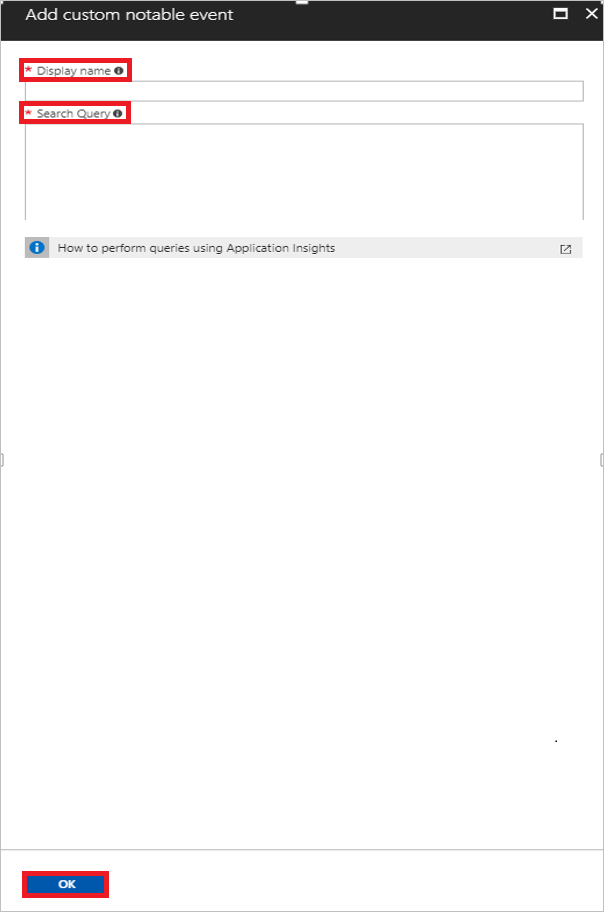 Add custom notable event
* Display name
* Search Query
How to perform queries using Application Insights
OK